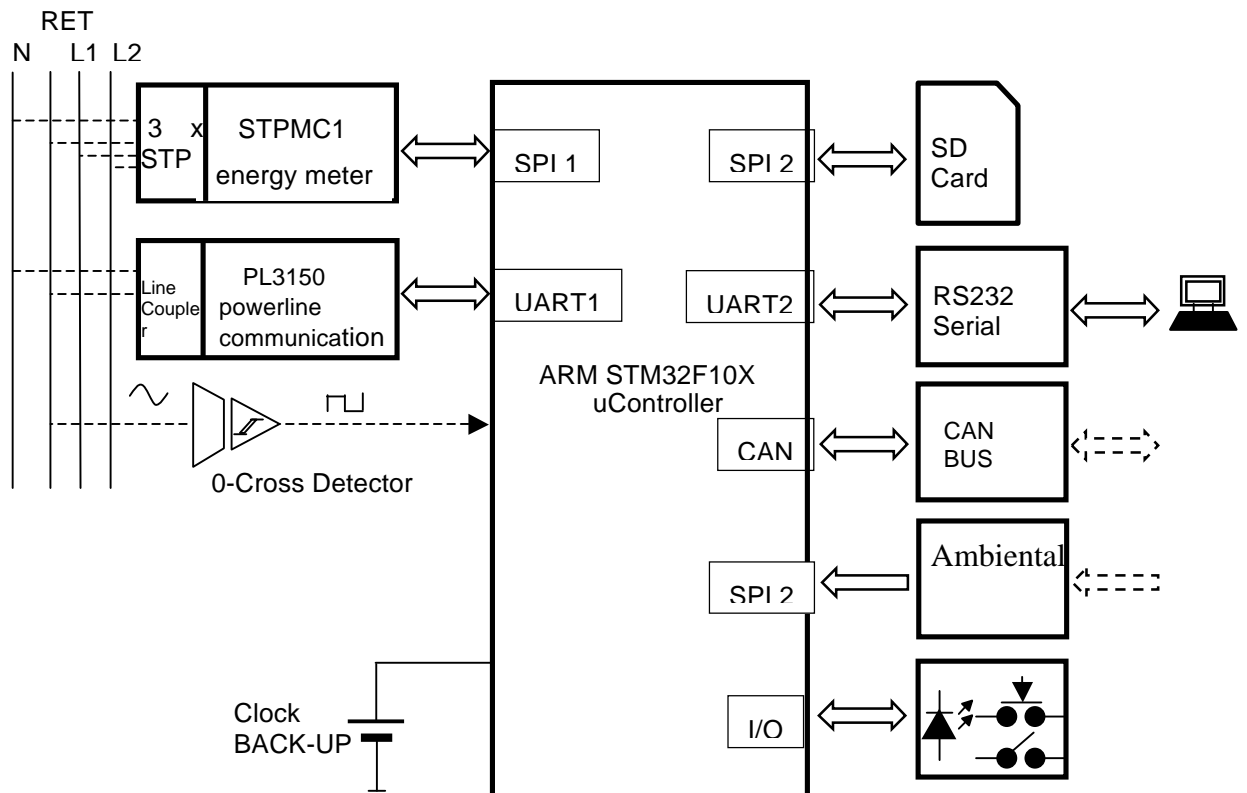 RET
N L1 L2
3 x
STP
STPMC1
energy meter
SPI 1
SPI 2
SD
Card
Line
Couple
r
PL3150
powerline
communication
UART1
UART2
RS232
Serial
ARM STM32F10X
uController
0-Cross Detector
CAN
CAN
BUS
SPI 2
Ambiental
Clock
BACK-UP
I/O